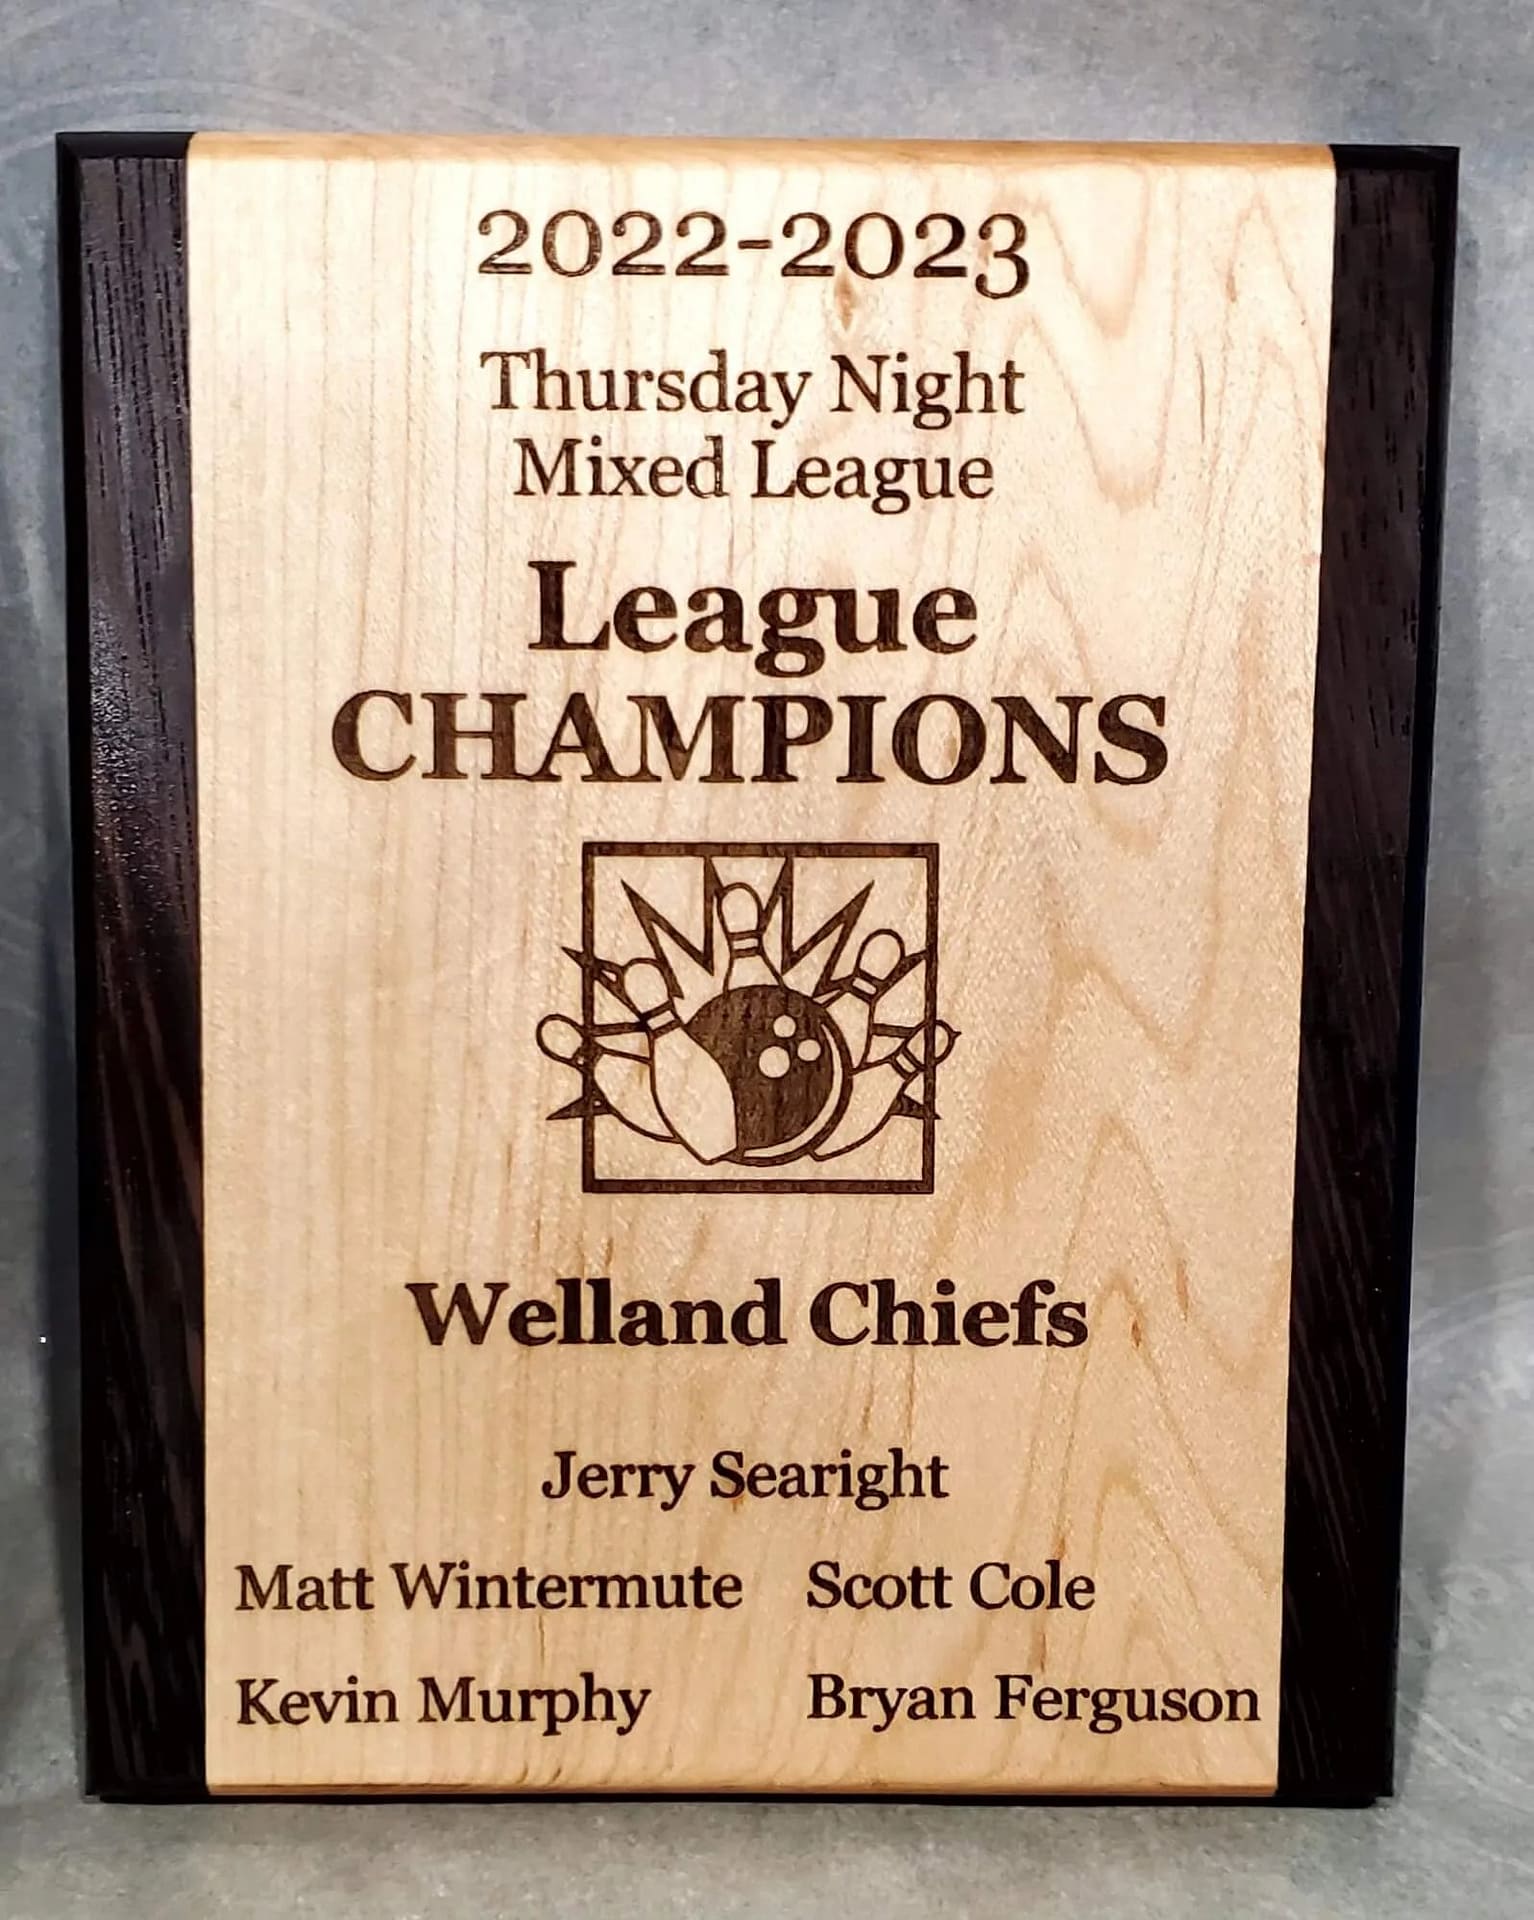 2022-2023
Thursday Night
Mixed League
League
CHAMPIONS
Welland Chiefs
Jerry Searight
Matt Wintermute Scott Cole
Kevin Murphy Bryan Ferguson